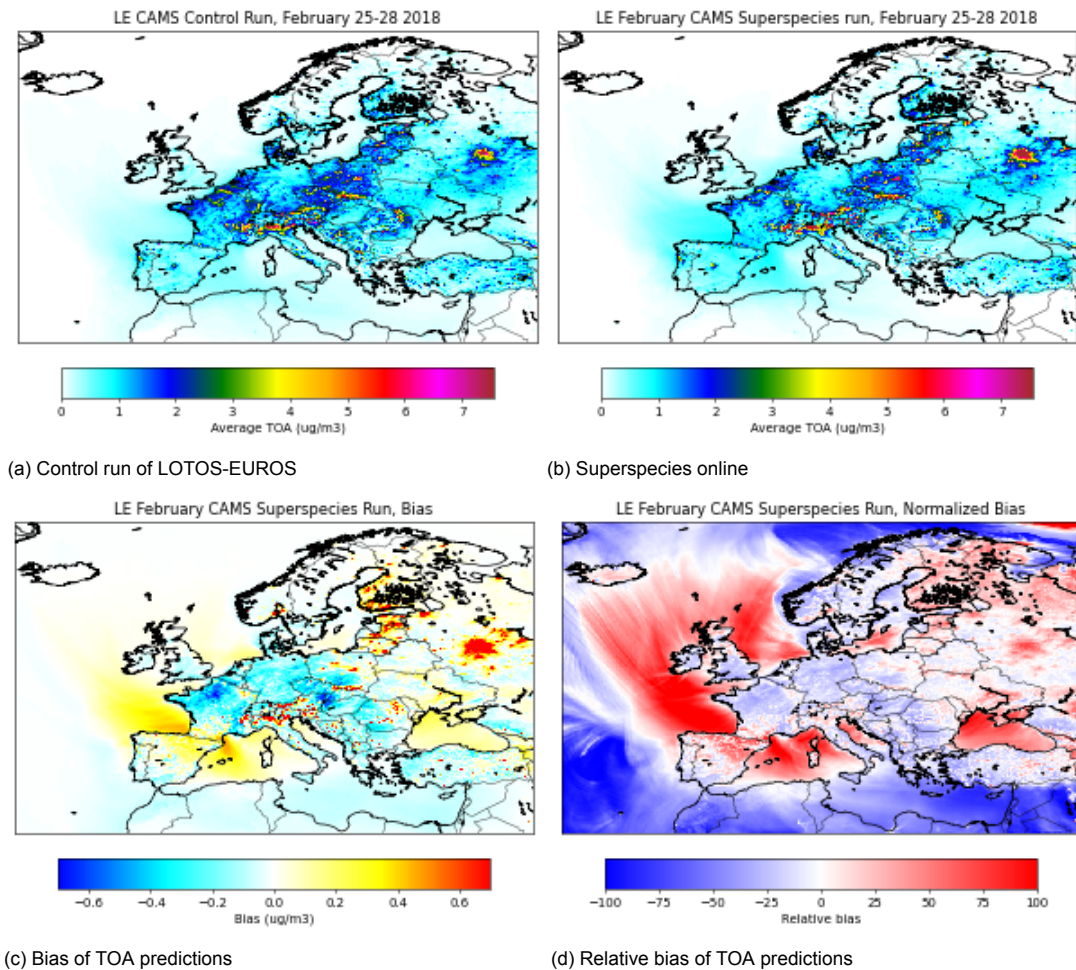 LE CAMS Control Run, February 25-28 2018
LE February CAMS Superspecies run, February 25-28 2018
0 1 2 3 4 5 6 7
Average TOA (ug/m3)
0 1 2 3 4 5 6 7
Average TOA (ug/m3)
(a) Control run of LOTOS-EUROS
(b) Superspecies online
LE February CAMS Superspecies Run, Bias
LE February CAMS Superspecies Run, Normalized Bias
−0.6 −0.4 −0.2 0.0 0.2 0.4 0.6
Bias (ug/m3)
−100 −75 −50 −25 0 25 50 75 100
Relative bias
(c) Bias of TOA predictions
(d) Relative bias of TOA predictions